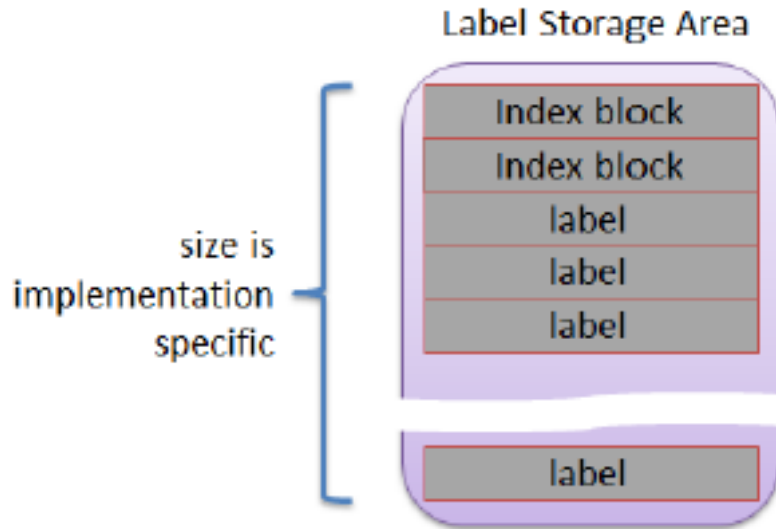 Label Storage Area
Index block
Index block
label
label
label
size is
implementation
specific
label